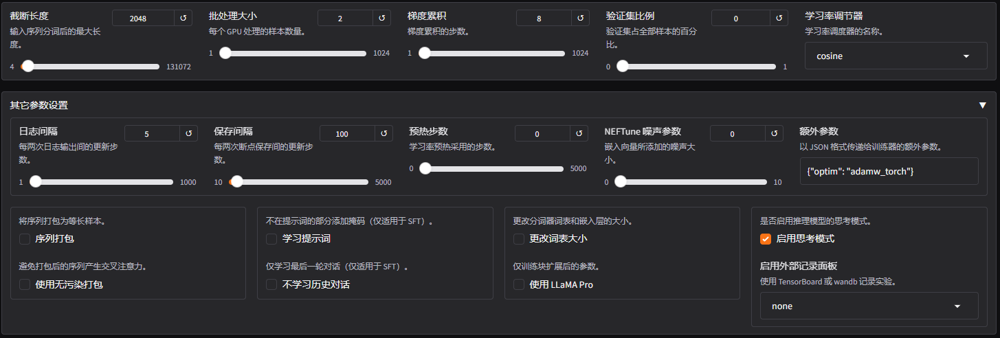 截断长度
2048
↺
输入序列分词后的最大长
度。
4
131072
批处理大小
2
↺
每个 GPU 处理的样本数量。
1
1024
梯度累积
8
↺
梯度累积的步数。
1
1024
验证集比例
0
↺
验证集占全部样本的百分
比。
0
1
学习率调节器
学习率调度器的名称。
cosine
其它参数设置
日志间隔
5
↺
每两次日志输出间的更新步
数。
1
1000
保存间隔
100
↺
每两次断点保存间的更新步
数。
10
5000
预热步数
0
↺
学习率预热采用的步数。
0
5000
NEFTune 噪声参数
0
↺
嵌入向量所添加的噪声大
小。
0
10
额外参数
以 JSON 格式传递给训练器的额外参数。
{"optim": "adamw_torch"}
将序列打包为等长样本。
序列打包
避免打包后的序列产生交叉注意力。
使用无污染打包
不在提示词的部分添加掩码（仅适用于 SFT）。
学习提示词
仅学习最后一轮对话（仅适用于 SFT）。
不学习历史对话
更改分词器词表和嵌入层的大小。
更改词表大小
仅训练块扩展后的参数。
使用 LLaMA Pro
是否启用推理模型的思考模式。
启用思考模式
启用外部记录面板
使用 TensorBoard 或 wandb 记录实验。
none